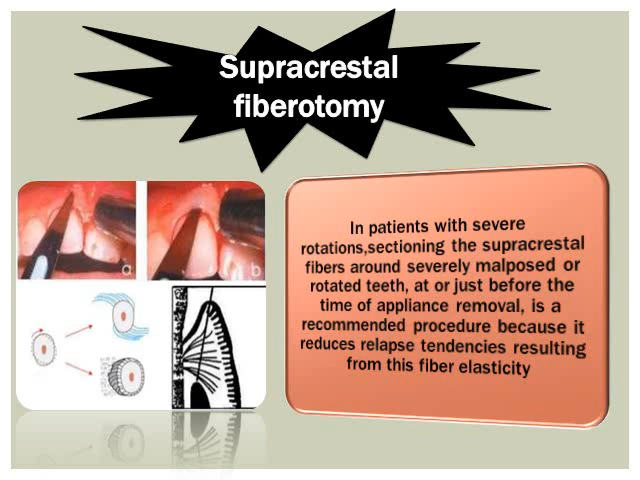 Supracrestal
fiberotomy
a
b
In patients with severe
rotations,sectioning the supracrestal
fibers around severely malposed or
rotated teeth, at or just before the
time of appliance removal, is a
recommended procedure because it
reduces relapse tendencies resulting
from this fiber elasticity